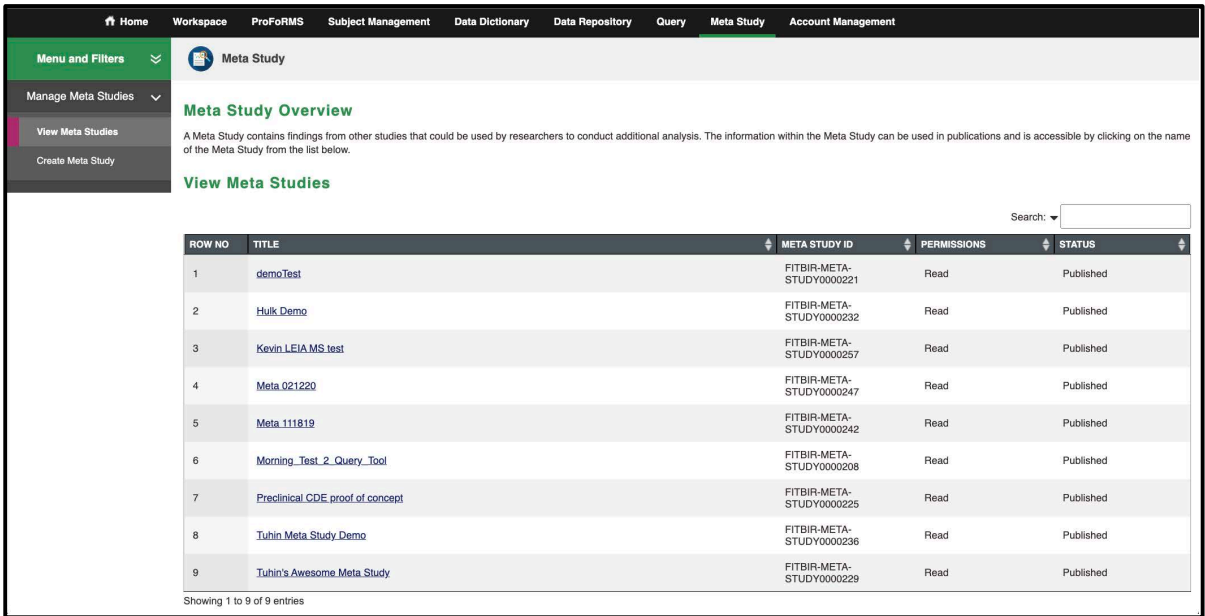 Home Workspace ProFoRMS Subject Management Data Dictionary Data Repository Query Meta Study Account Management
Menu and Filters
Meta Study
Manage Meta Studies
View Meta Studies
Create Meta Study
Meta Study Overview
A Meta Study contains findings from other studies that could be used by researchers to conduct additional analysis. The information within the Meta Study can be used in publications and is accessible by clicking on the name
of the Meta Study from the list below.
View Meta Studies
Search:
ROW NO TITLE META STUDY ID PERMISSIONS STATUS
1 demoTest FITBIR-META-
STUDY0000221 Read Published
2 Hulk Demo FITBIR-META-
STUDY0000232 Read Published
3 Kevin LEIA MS test FITBIR-META-
STUDY0000257 Read Published
4 Meta 021220 FITBIR-META-
STUDY0000247 Read Published
5 Meta 111819 FITBIR-META-
STUDY0000242 Read Published
6 Morning_Test_2_Query_Tool FITBIR-META-
STUDY0000208 Read Published
7 Preclinical CDE proof of concept FITBIR-META-
STUDY0000225 Read Published
8 Tuhin Meta Study Demo FITBIR-META-
STUDY0000236 Read Published
9 Tuhin's Awesome Meta Study FITBIR-META-
STUDY0000229 Read Published
Showing 1 to 9 of 9 entries